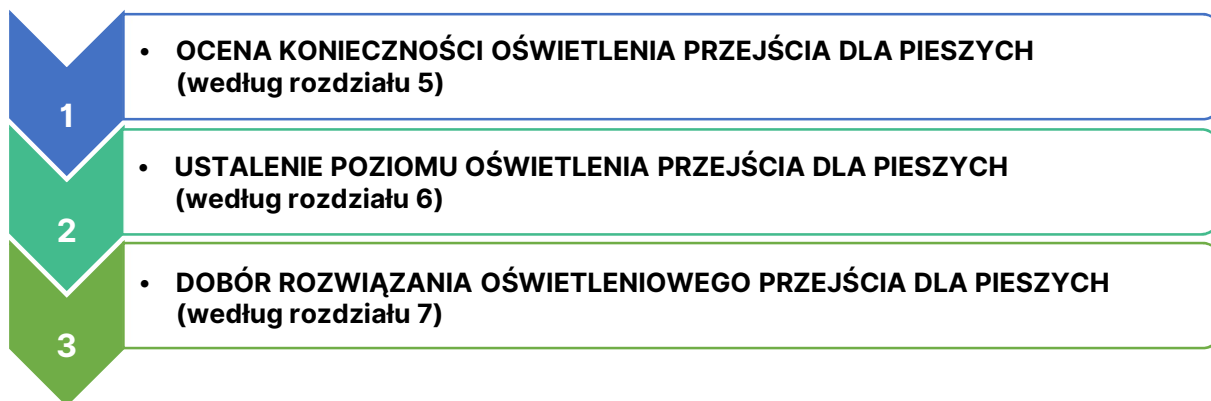 1
• OCENA KONIECZNOŚCI OŚWIETLENIA PRZEJŚCIA DLA PIESZYCH
(według rozdziału 5)
2
• USTALENIE POZIOMU OŚWIETLENIA PRZEJŚCIA DLA PIESZYCH
(według rozdziału 6)
3
• DOBÓR ROZWIĄZANIA OŚWIETLENIOWEGO PRZEJŚCIA DLA PIESZYCH
(według rozdziału 7)